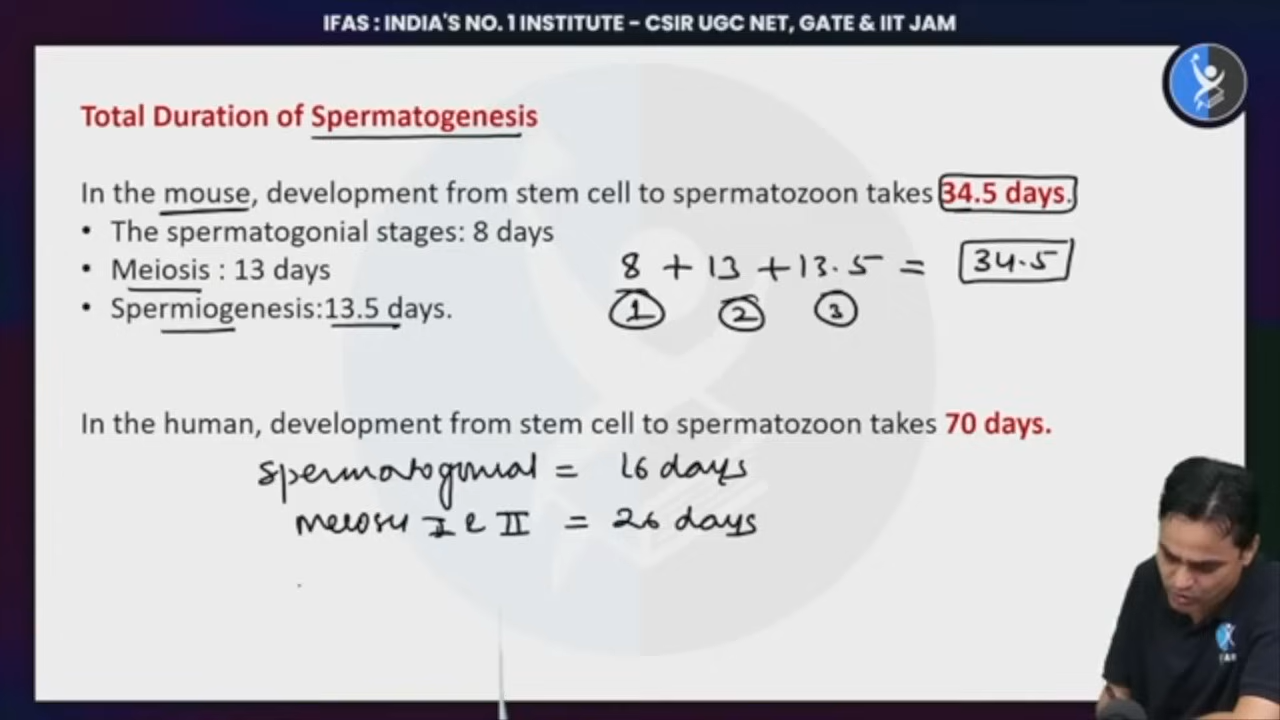 IFAS : INDIA'S NO. 1 INSTITUTE - CSIR UGC NET, GATE & IIT JAM
Total Duration of Spermatogenesis
In the mouse, development from stem cell to spermatozoon takes 34.5 days.
• The spermatogonial stages: 8 days
• Meiosis : 13 days
• Spermiogenesis:13.5 days.
8 + 13 + 13.5 = 34.5
1 2 3
In the human, development from stem cell to spermatozoon takes 70 days.
spermatogonial = 16 days
meiosis I & II = 26 days